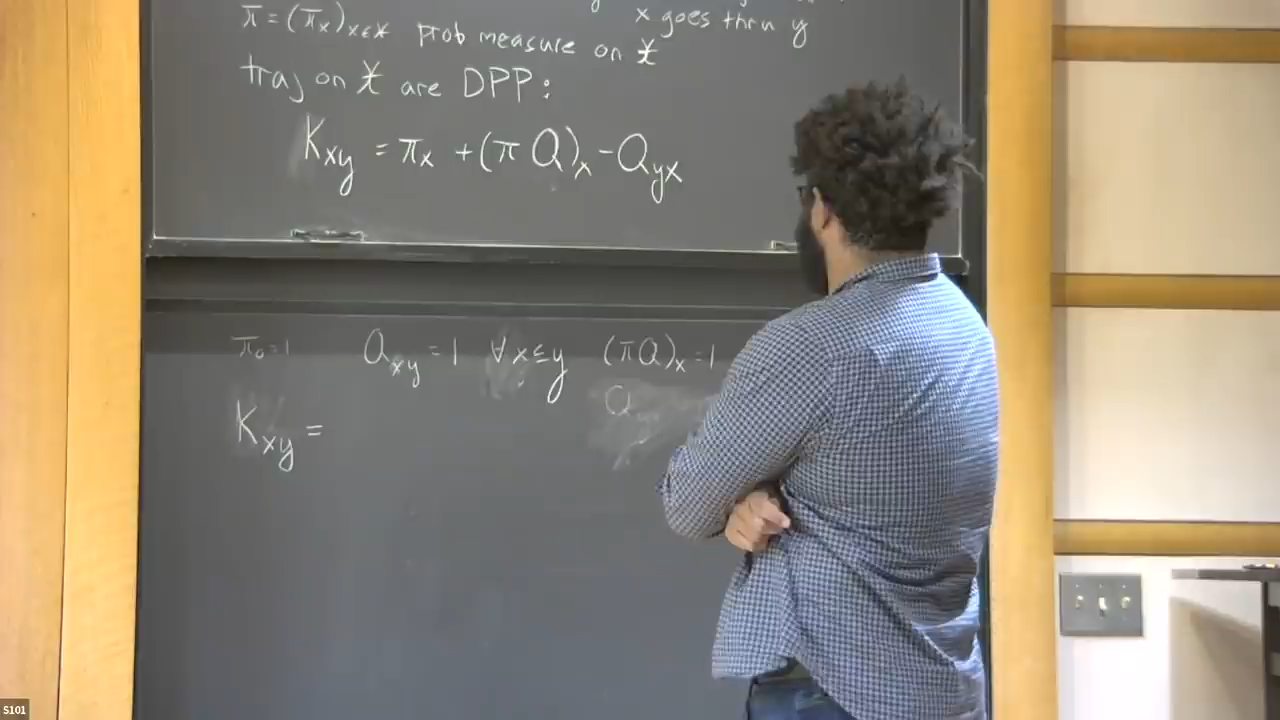 x goes thru y
π = (π_x)_{x∈𝔛} prob measure on 𝔛
traj on 𝔛 are DPP:
K_{xy} = π_x + (πQ)_x - Q_{yx}
π_0 = 1 Q_{xy} = 1 ∀ x ≤ y (πQ)_x = 1
Q
K_{xy} =
S101